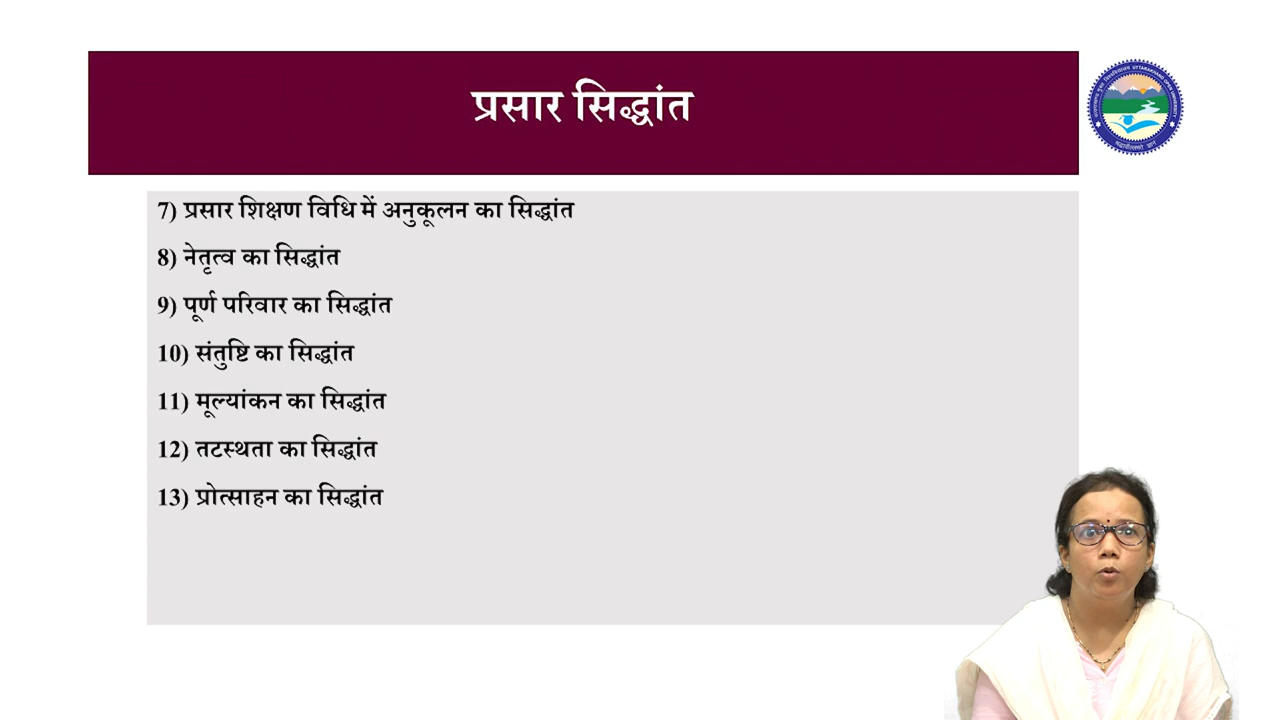 प्रसार सिद्धांत
7) प्रसार शिक्षण विधि में अनुकूलन का सिद्धांत
8) नेतृत्व का सिद्धांत
9) पूर्ण परिवार का सिद्धांत
10) संतुष्टि का सिद्धांत
11) मूल्यांकन का सिद्धांत
12) तटस्थता का सिद्धांत
13) प्रोत्साहन का सिद्धांत